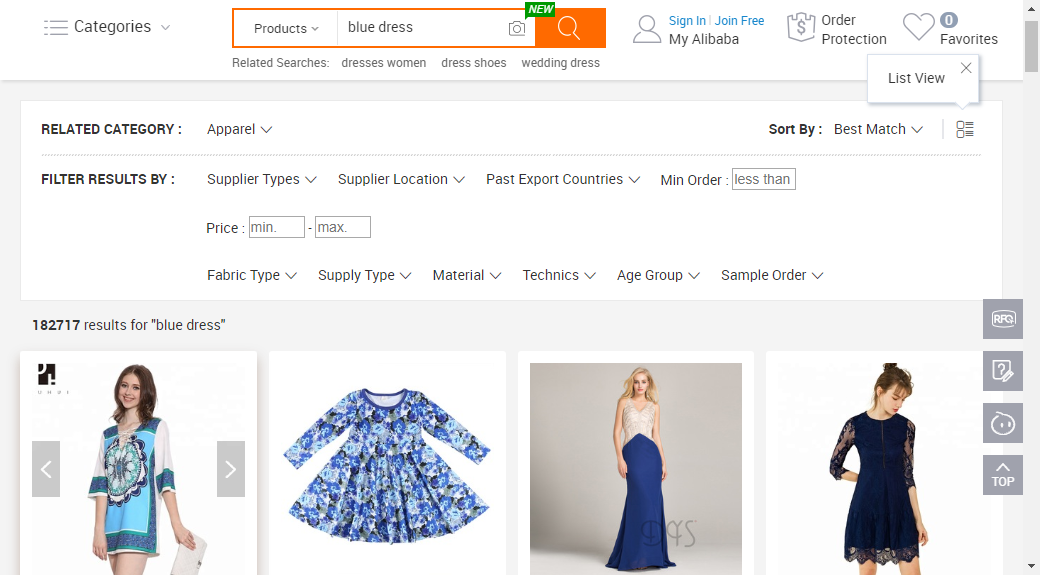 Categories
Products
blue dress
NEW
Sign In | Join Free
My Alibaba
Order
Protection
0
Favorites
Related Searches: dresses women dress shoes wedding dress
List View
RELATED CATEGORY : Apparel
Sort By : Best Match
FILTER RESULTS BY : Supplier Types Supplier Location Past Export Countries Min Order : less than
Price : min. - max.
Fabric Type Supply Type Material Technics Age Group Sample Order
182717 results for "blue dress"
RFQ
TOP
DFS